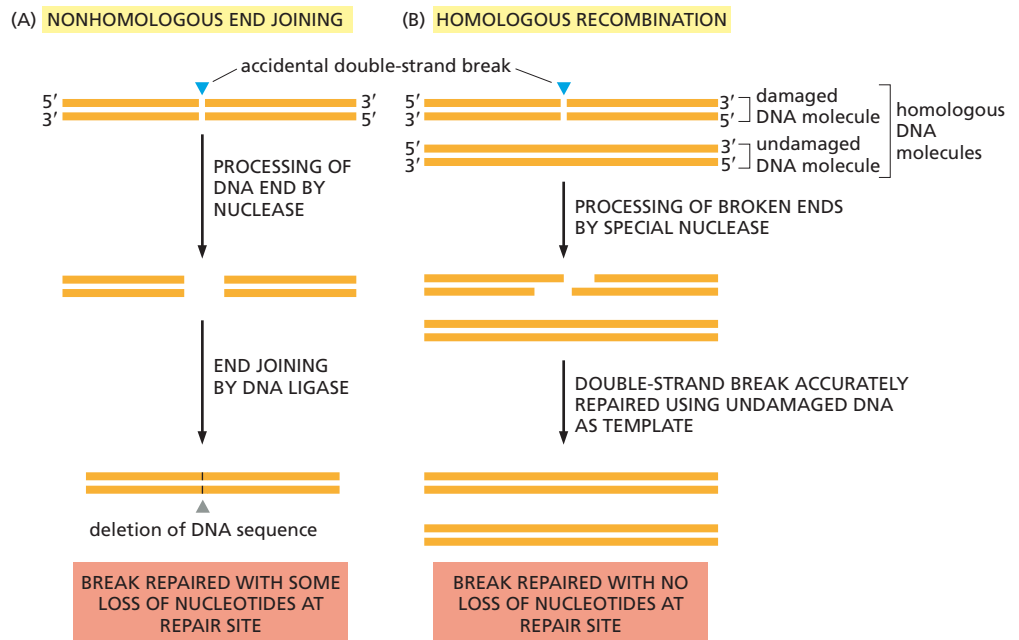 (A) NONHOMOLOGOUS END JOINING
(B) HOMOLOGOUS RECOMBINATION
accidental double-strand break
5′ 3′
3′ 5′
5′ 3′
3′ 5′
damaged
DNA molecule
5′ 3′
3′ 5′
undamaged
DNA molecule
homologous
DNA
molecules
PROCESSING OF
DNA END BY
NUCLEASE
PROCESSING OF BROKEN ENDS
BY SPECIAL NUCLEASE
END JOINING
BY DNA LIGASE
DOUBLE-STRAND BREAK ACCURATELY
REPAIRED USING UNDAMAGED DNA
AS TEMPLATE
deletion of DNA sequence
BREAK REPAIRED WITH SOME
LOSS OF NUCLEOTIDES AT
REPAIR SITE
BREAK REPAIRED WITH NO
LOSS OF NUCLEOTIDES AT
REPAIR SITE